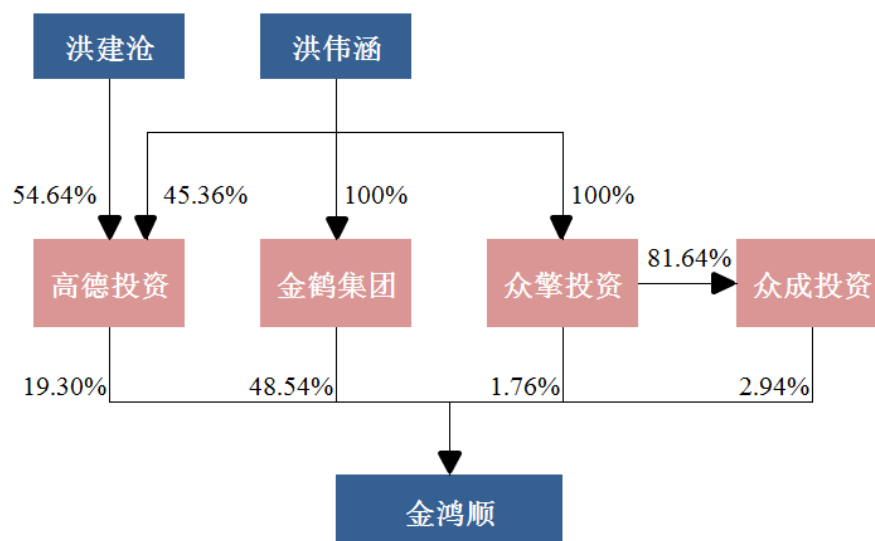 洪建沧
洪伟涵
54.64%
45.36%
100%
100%
高德投资
金鹤集团
众擎投资
81.64%
众成投资
19.30%
48.54%
1.76%
2.94%
金鸿顺